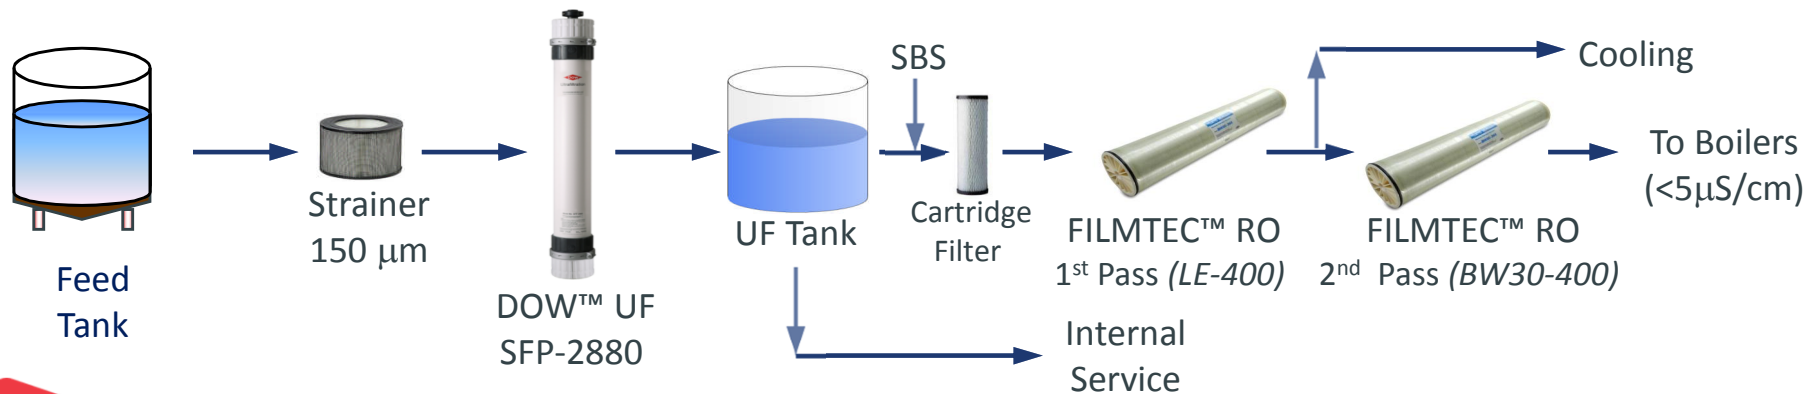 Feed
Tank
Strainer
150 μm
DOW™ UF
SFP-2880
UF Tank
SBS
Cartridge
Filter
FILMTEC™ RO
1st Pass (LE-400)
FILMTEC™ RO
2nd Pass (BW30-400)
Cooling
To Boilers
(<5μS/cm)
Internal
Service